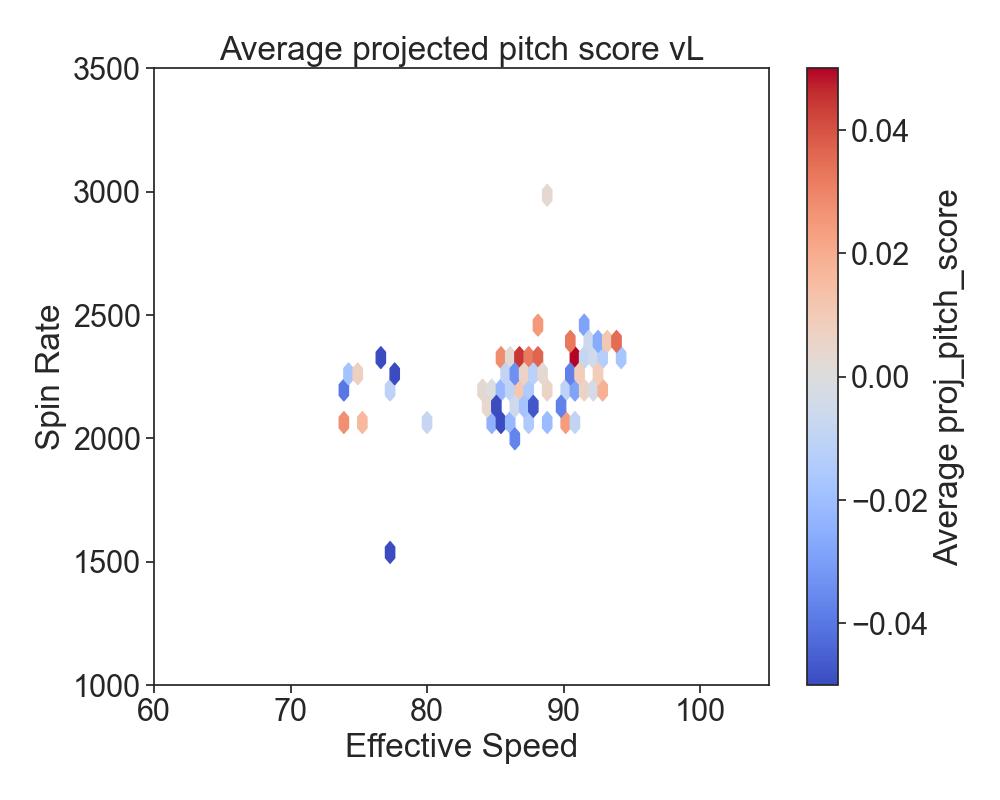 Average projected pitch score vL
3500
3000
2500
2000
1500
1000
Spin Rate
60 70 80 90 100
Effective Speed
0.04
0.02
0.00
−0.02
−0.04
Average proj_pitch_score